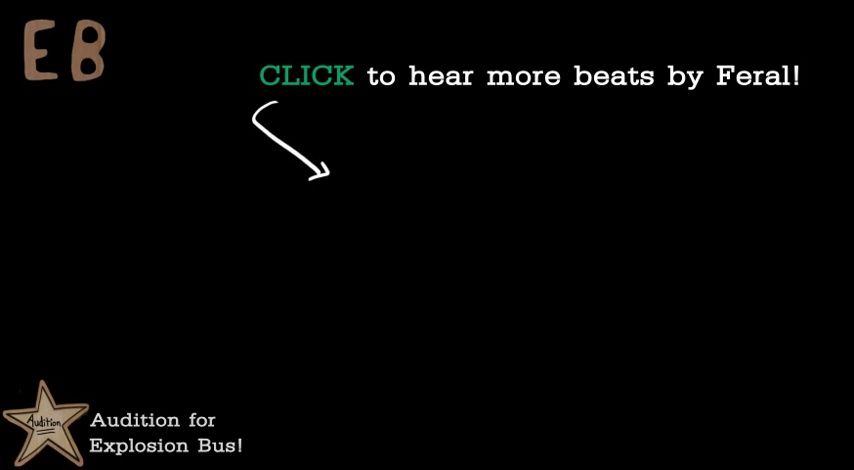 EB
CLICK to hear more beats by Feral!
Audition
Audition for
Explosion Bus!